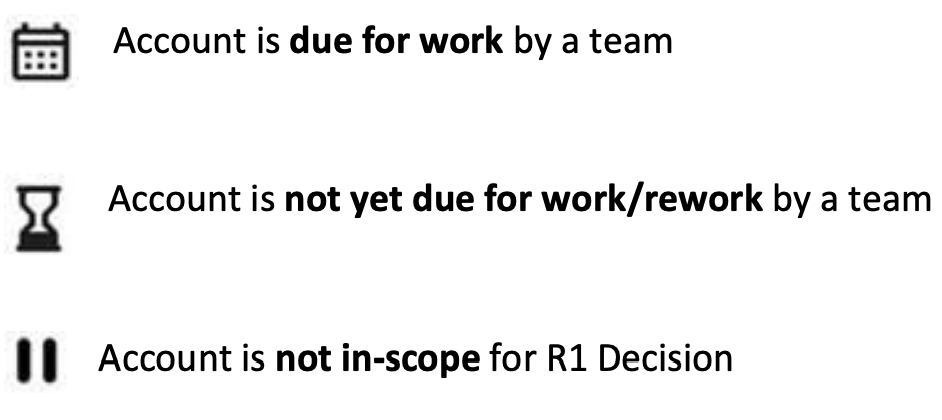 Account is due for work by a team
Account is not yet due for work/rework by a team
Account is not in-scope for R1 Decision